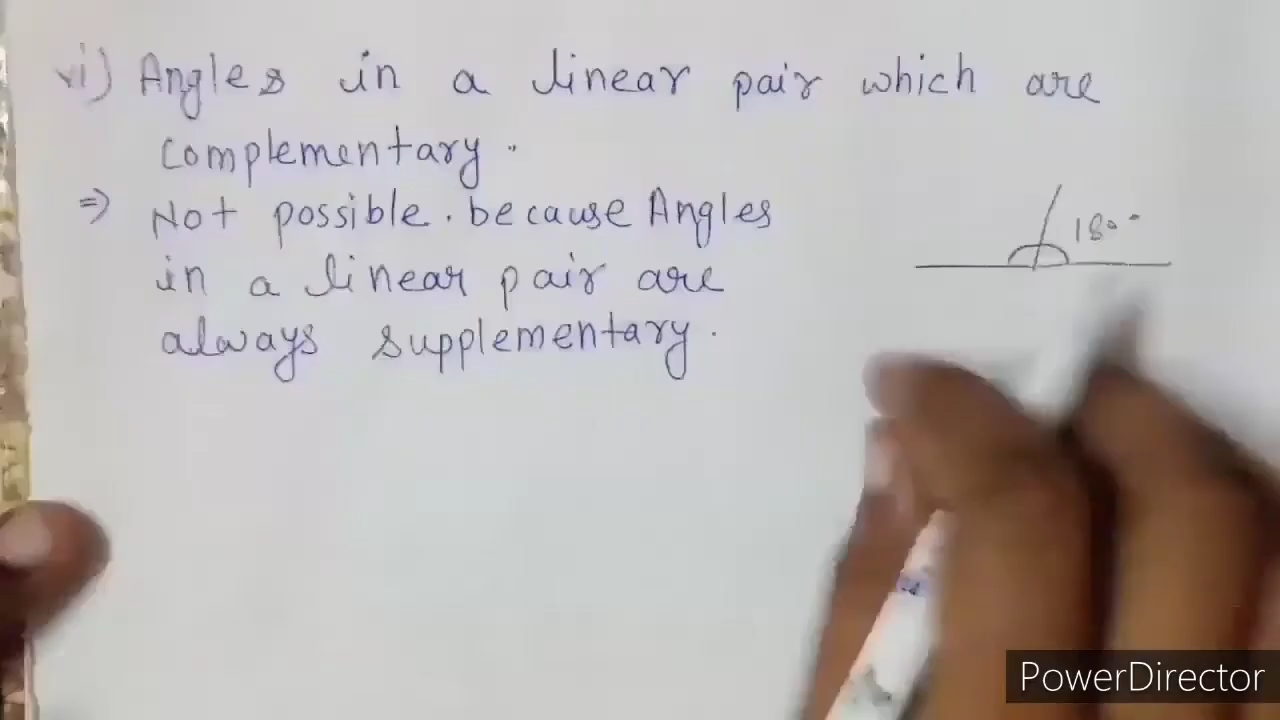 vi) Angles in a linear pair which are
complementary.
⇒ Not possible. because Angles
in a linear pair are
always supplementary.
180°
PowerDirector